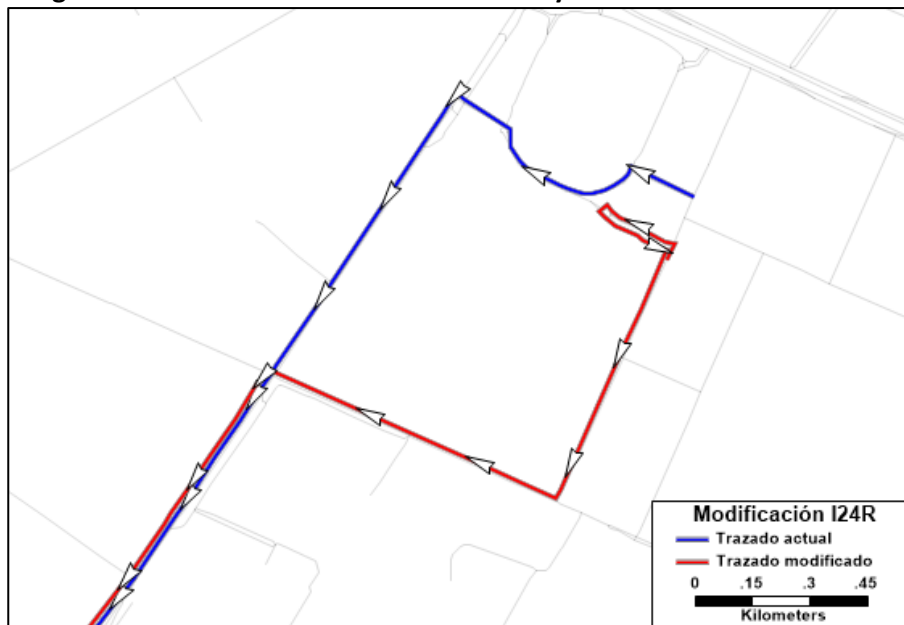 Modificación I24R
Trazado actual
Trazado modificado
0 .15 .3 .45
Kilometers